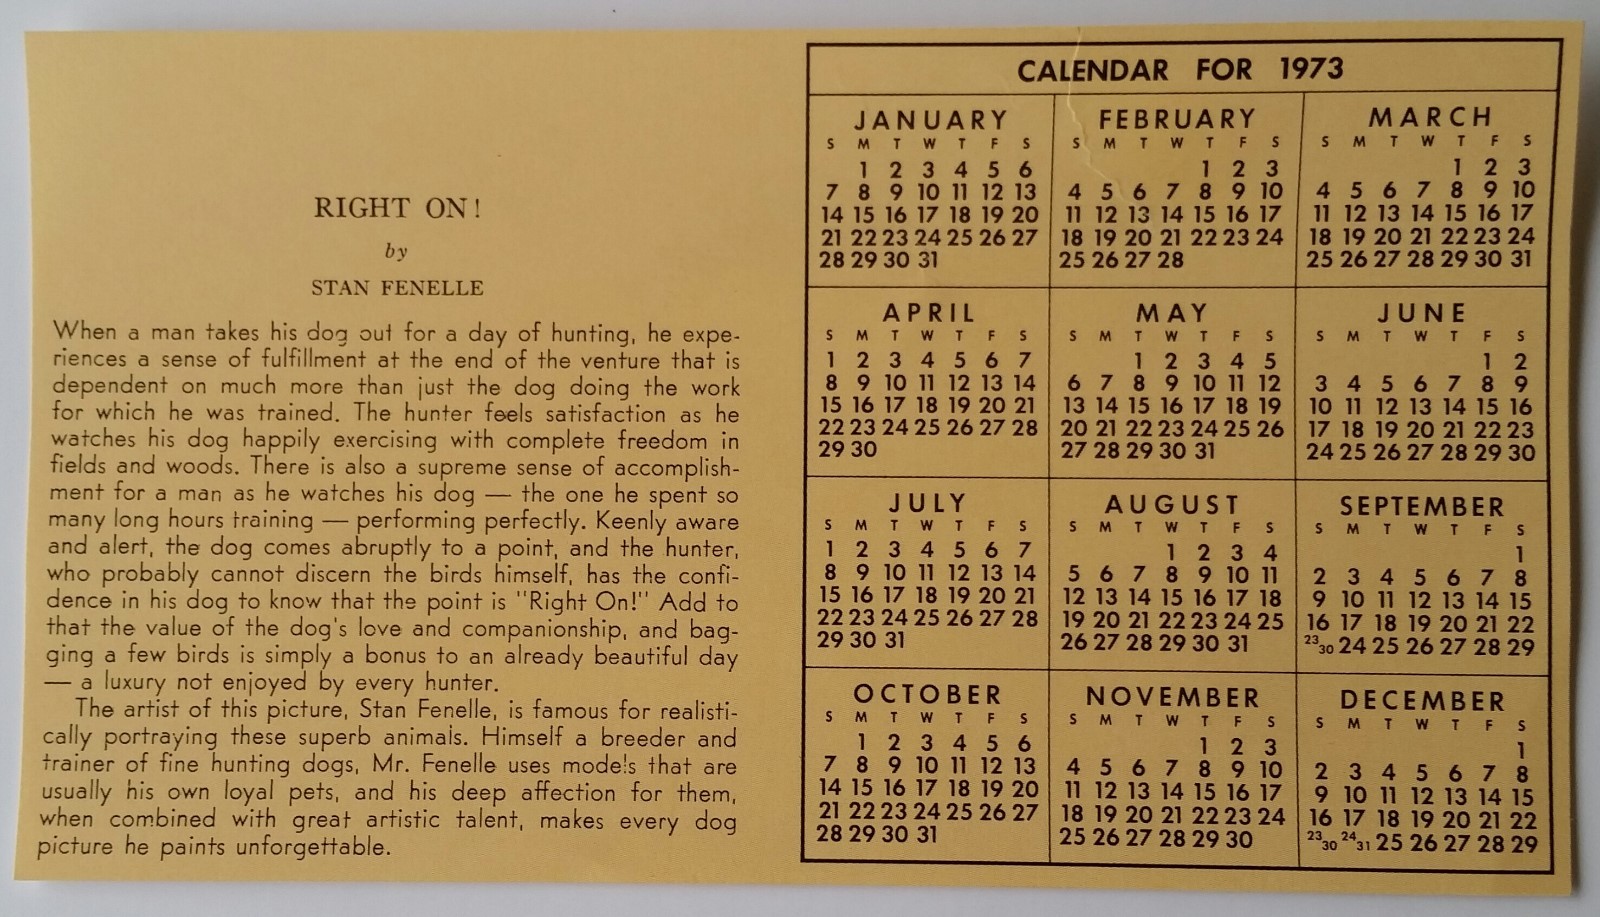 RIGHT ON!
by
STAN FENELLE
When a man takes his dog out for a day of hunting, he expe-
riences a sense of fulfillment at the end of the venture that is
dependent on much more than just the dog doing the work
for which he was trained. The hunter feels satisfaction as he
watches his dog happily exercising with complete freedom in
fields and woods. There is also a supreme sense of accomplish-
ment for a man as he watches his dog — the one he spent so
many long hours training — performing perfectly. Keenly aware
and alert, the dog comes abruptly to a point, and the hunter,
who probably cannot discern the birds himself, has the confi-
dence in his dog to know that the point is "Right On!" Add to
that the value of the dog's love and companionship, and bag-
ging a few birds is simply a bonus to an already beautiful day
— a luxury not enjoyed by every hunter.
The artist of this picture, Stan Fenelle, is famous for realisti-
cally portraying these superb animals. Himself a breeder and
trainer of fine hunting dogs, Mr. Fenelle uses models that are
usually his own loyal pets, and his deep affection for them,
when combined with great artistic talent, makes every dog
picture he paints unforgettable.
CALENDAR FOR 1973
JANUARY
S M T W T F S
1 2 3 4 5 6
7 8 9 10 11 12 13
14 15 16 17 18 19 20
21 22 23 24 25 26 27
28 29 30 31
FEBRUARY
S M T W T F S
1 2 3
4 5 6 7 8 9 10
11 12 13 14 15 16 17
18 19 20 21 22 23 24
25 26 27 28
MARCH
S M T W T F S
1 2 3
4 5 6 7 8 9 10
11 12 13 14 15 16 17
18 19 20 21 22 23 24
25 26 27 28 29 30 31
APRIL
S M T W T F S
1 2 3 4 5 6 7
8 9 10 11 12 13 14
15 16 17 18 19 20 21
22 23 24 25 26 27 28
29 30
MAY
S M T W T F S
1 2 3 4 5
6 7 8 9 10 11 12
13 14 15 16 17 18 19
20 21 22 23 24 25 26
27 28 29 30 31
JUNE
S M T W T F S
1 2
3 4 5 6 7 8 9
10 11 12 13 14 15 16
17 18 19 20 21 22 23
24 25 26 27 28 29 30
JULY
S M T W T F S
1 2 3 4 5 6 7
8 9 10 11 12 13 14
15 16 17 18 19 20 21
22 23 24 25 26 27 28
29 30 31
AUGUST
S M T W T F S
1 2 3 4
5 6 7 8 9 10 11
12 13 14 15 16 17 18
19 20 21 22 23 24 25
26 27 28 29 30 31
SEPTEMBER
S M T W T F S
1
2 3 4 5 6 7 8
9 10 11 12 13 14 15
16 17 18 19 20 21 22
23 30 24 25 26 27 28 29
OCTOBER
S M T W T F S
1 2 3 4 5 6
7 8 9 10 11 12 13
14 15 16 17 18 19 20
21 22 23 24 25 26 27
28 29 30 31
NOVEMBER
S M T W T F S
1 2 3
4 5 6 7 8 9 10
11 12 13 14 15 16 17
18 19 20 21 22 23 24
25 26 27 28 29 30
DECEMBER
S M T W T F S
1
2 3 4 5 6 7 8
9 10 11 12 13 14 15
16 17 18 19 20 21 22
23 30 24 31 25 26 27 28 29